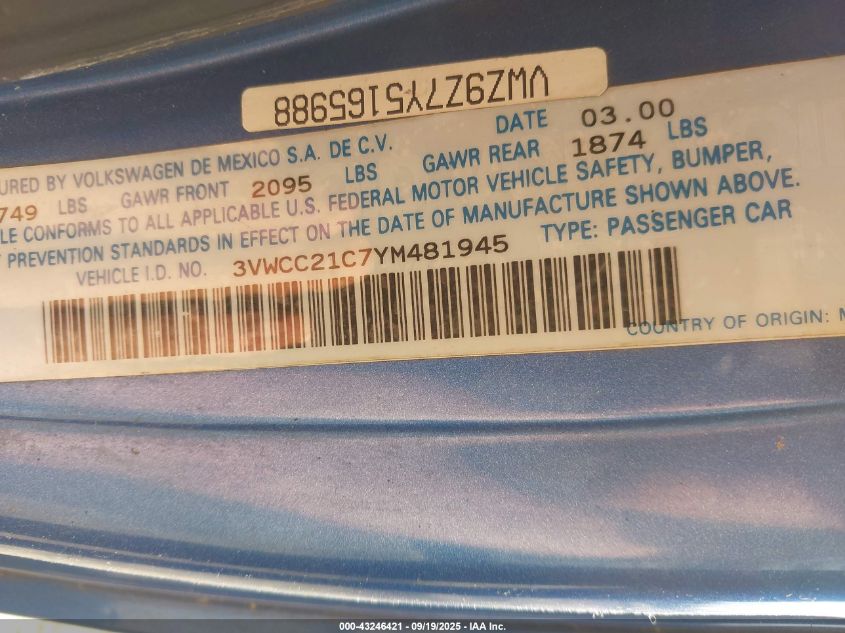 VWZ9Z7Y5165988
URED BY VOLKSWAGEN DE MEXICO S.A. DE C.V. DATE 03.00
749 LBS GAWR FRONT 2095 LBS GAWR REAR 1874 LBS
LE CONFORMS TO ALL APPLICABLE U.S. FEDERAL MOTOR VEHICLE SAFETY, BUMPER,
PREVENTION STANDARDS IN EFFECT ON THE DATE OF MANUFACTURE SHOWN ABOVE.
VEHICLE I.D. NO. 3VWCC21C7YM481945 TYPE: PASSENGER CAR
COUNTRY OF ORIGIN: M
000-43246421 - 09/19/2025 - IAA Inc.